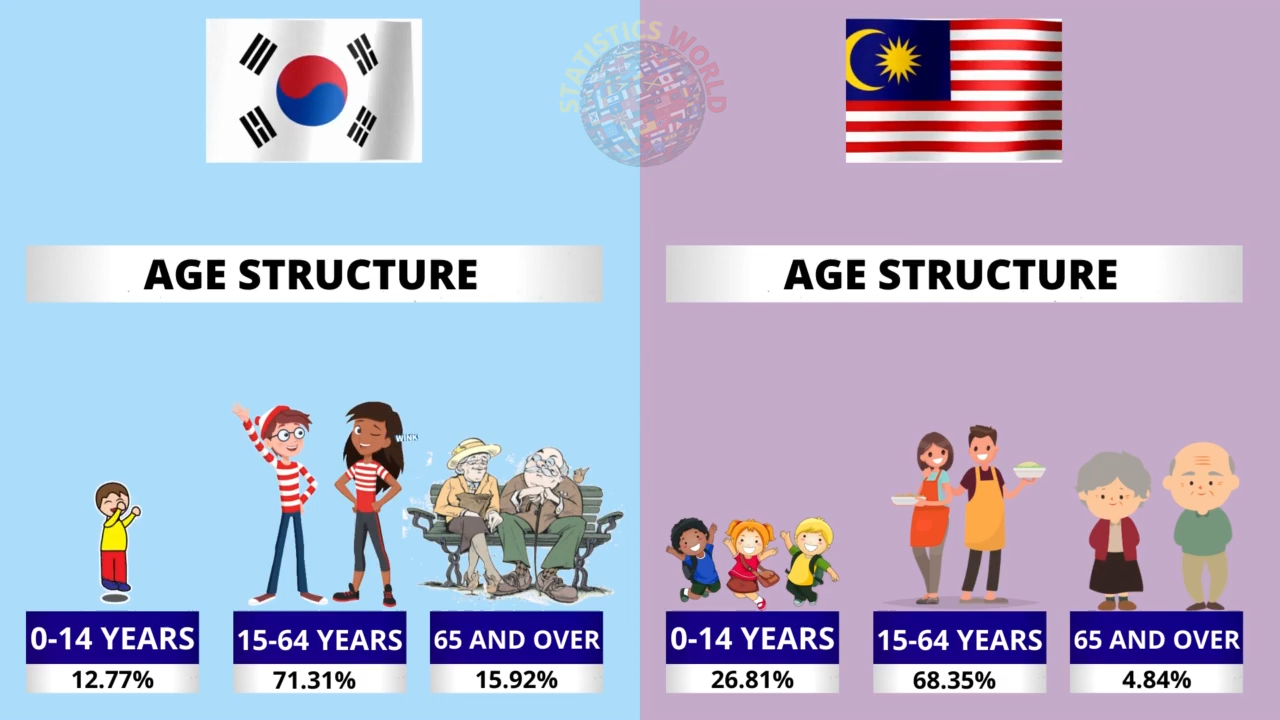 STATISTICS WORLD
AGE STRUCTURE
WINK
0-14 YEARS
15-64 YEARS
65 AND OVER
12.77%
71.31%
15.92%
AGE STRUCTURE
0-14 YEARS
15-64 YEARS
65 AND OVER
26.81%
68.35%
4.84%